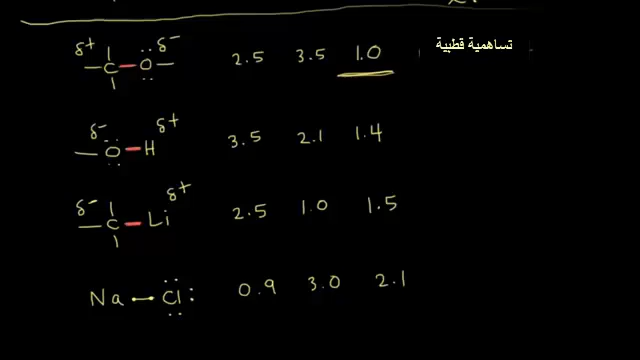 δ+ C O δ- 2.5 3.5 1.0 تساهمية قطبية
δ- O H δ+ 3.5 2.1 1.4
δ- C Li δ+ 2.5 1.0 1.5
Na Cl 0.9 3.0 2.1